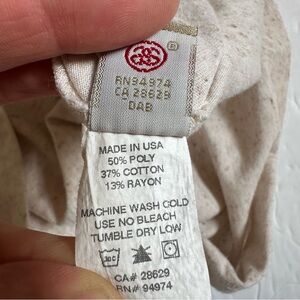 RN94974
CA 28629
DAB
MADE IN USA
50% POLY
37% COTTON
13% RAYON
MACHINE WASH COLD
USE NO BLEACH
TUMBLE DRY LOW
30C
CA# 28629
RN# 94974